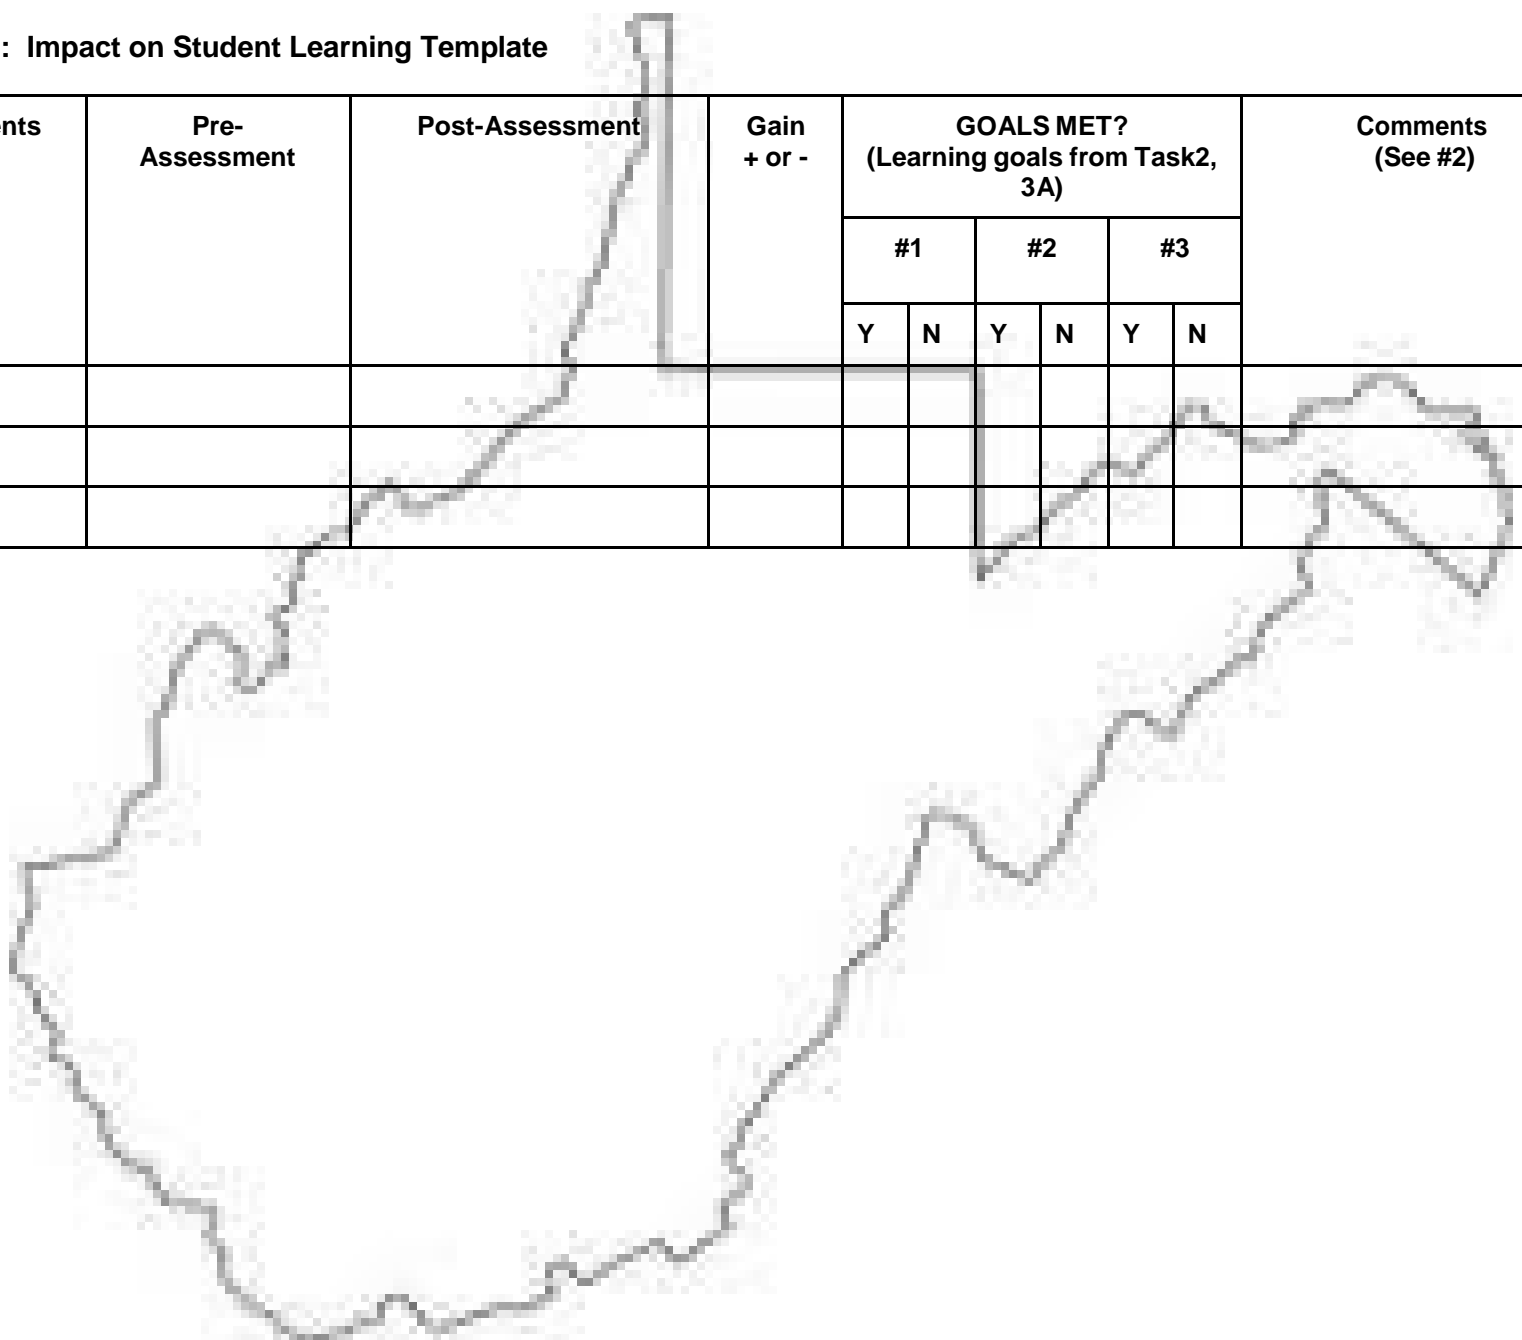 : Impact on Student Learning Template
nts
Pre-
Assessment
Post-Assessment
Gain
+ or -
GOALS MET?
(Learning goals from Task2,
3A)
Comments
(See #2)
#1 #2 #3
Y N Y N Y N